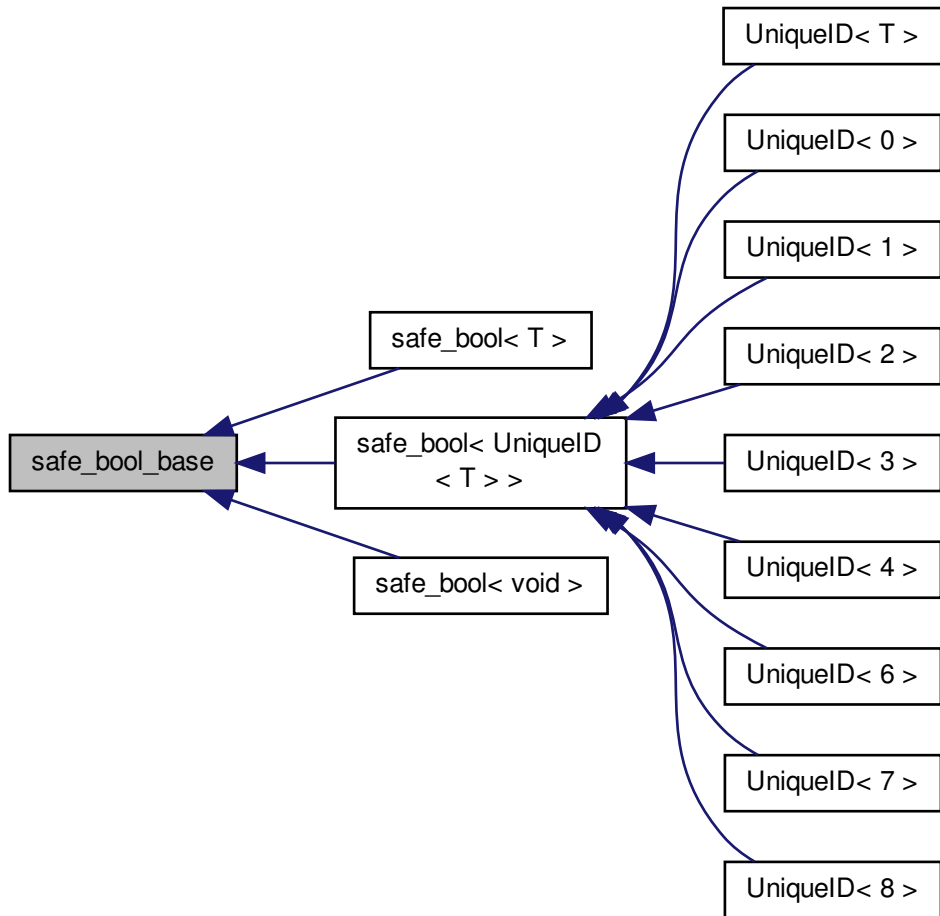 UniqueID< T >
UniqueID< 0 >
UniqueID< 1 >
safe_bool< T >
UniqueID< 2 >
safe_bool_base
safe_bool< UniqueID
< T > >
UniqueID< 3 >
safe_bool< void >
UniqueID< 4 >
UniqueID< 6 >
UniqueID< 7 >
UniqueID< 8 >